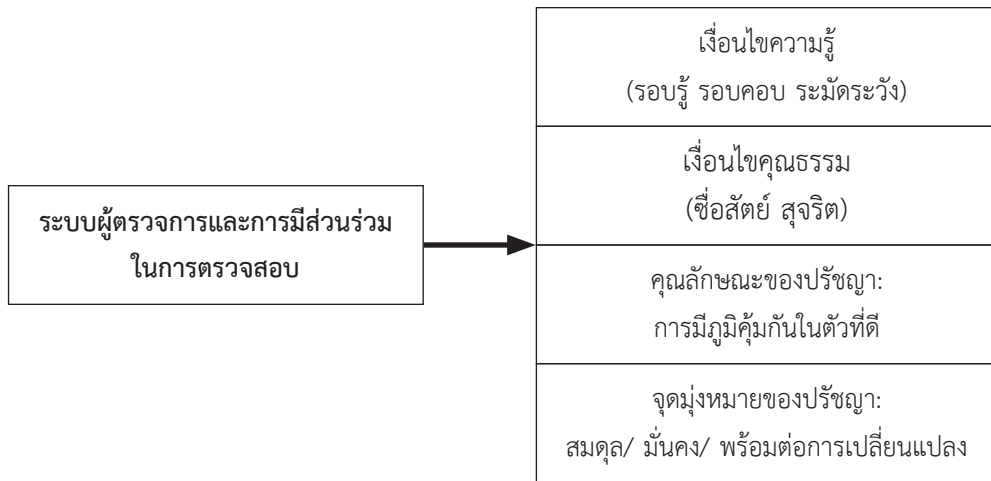 ระบบผู้ตรวจการและการมีส่วนร่วม
ในการตรวจสอบ
เงื่อนไขความรู้
(รอบรู้ รอบคอบ ระมัดระวัง)
เงื่อนไขคุณธรรม
(ซื่อสัตย์ สุจริต)
คุณลักษณะของปรัชญา:
การมีภูมิคุ้มกันในตัวที่ดี
จุดมุ่งหมายของปรัชญา:
สมดุล/ มั่นคง/ พร้อมต่อการเปลี่ยนแปลง